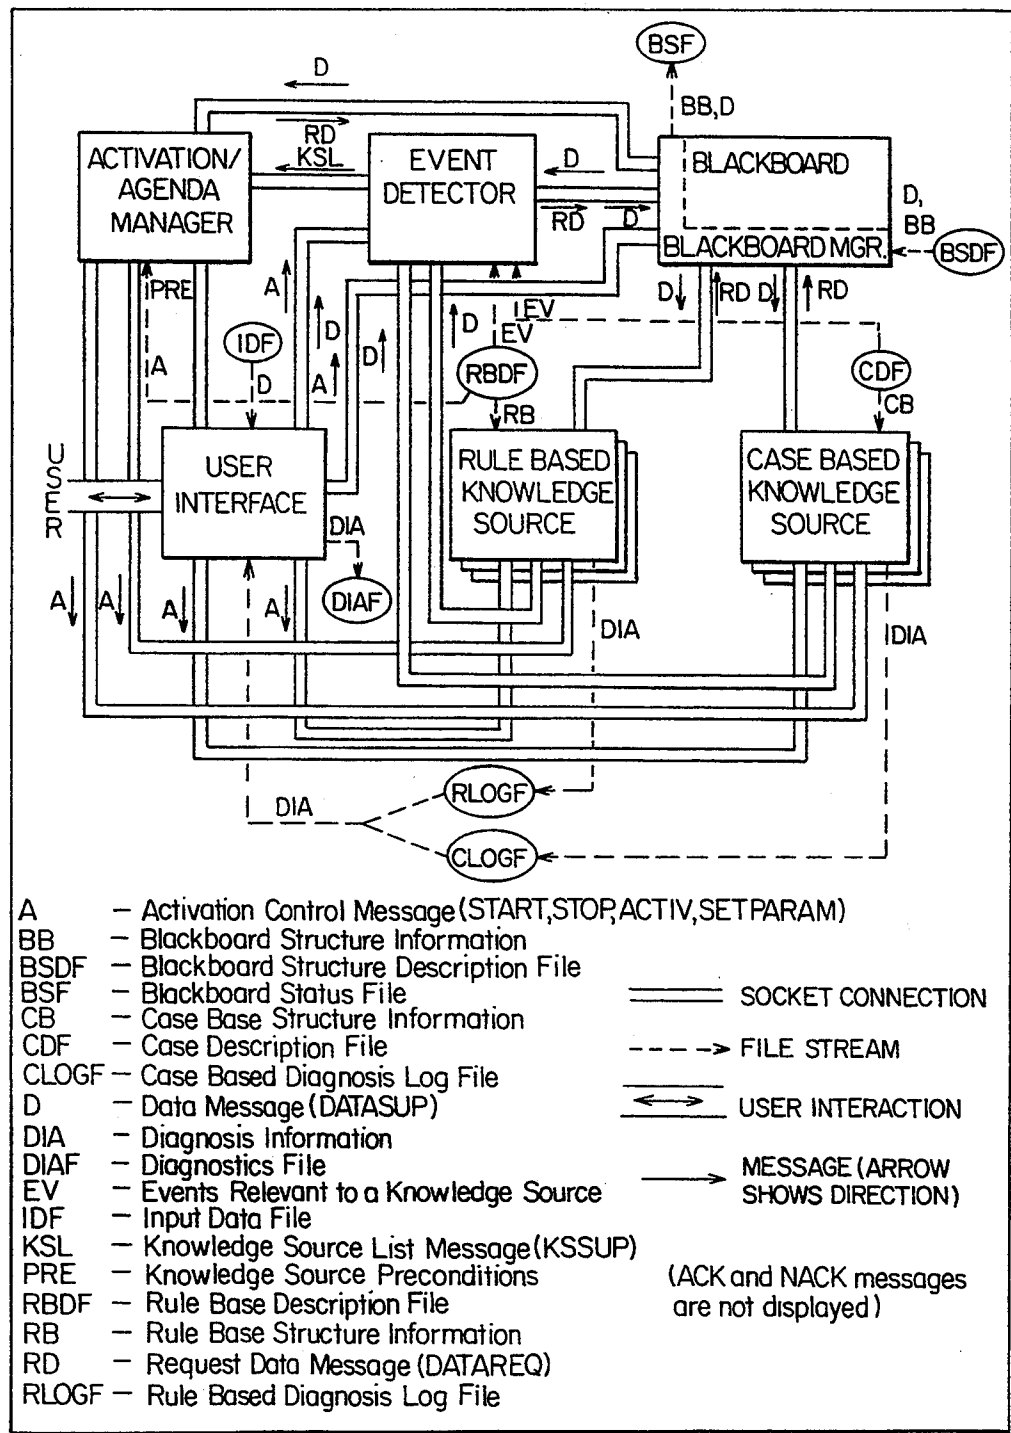 BSF
D
BB,D
RD
KSL
ACTIVATION/
AGENDA
MANAGER
EVENT
DETECTOR
D
RD
D
BLACKBOARD
BLACKBOARD MGR.
D,
BB
BSDF
PRE
A
D
A
D
D
EV
EV
D
RD
D
RD
A
IDF
D
RBDF
RB
CDF
CB
USER
USER
INTERFACE
RULE BASED
KNOWLEDGE
SOURCE
CASE BASED
KNOWLEDGE
SOURCE
DIA
DIAF
A
A
A
A
DIA
DIA
RLOGF
DIA
CLOGF
A – Activation Control Message (START,STOP,ACTIV,SETPARAM)
BB – Blackboard Structure Information
BSDF – Blackboard Structure Description File
BSF – Blackboard Status File
CB – Case Base Structure Information
CDF – Case Description File
CLOGF – Case Based Diagnosis Log File
D – Data Message (DATASUP)
DIA – Diagnosis Information
DIAF – Diagnostics File
EV – Events Relevant to a Knowledge Source
IDF – Input Data File
KSL – Knowledge Source List Message (KSSUP)
PRE – Knowledge Source Preconditions
RBDF – Rule Base Description File
RB – Rule Base Structure Information
RD – Request Data Message (DATAREQ)
RLOGF – Rule Based Diagnosis Log File
SOCKET CONNECTION
FILE STREAM
USER INTERACTION
MESSAGE (ARROW
SHOWS DIRECTION)
(ACK and NACK messages
are not displayed)